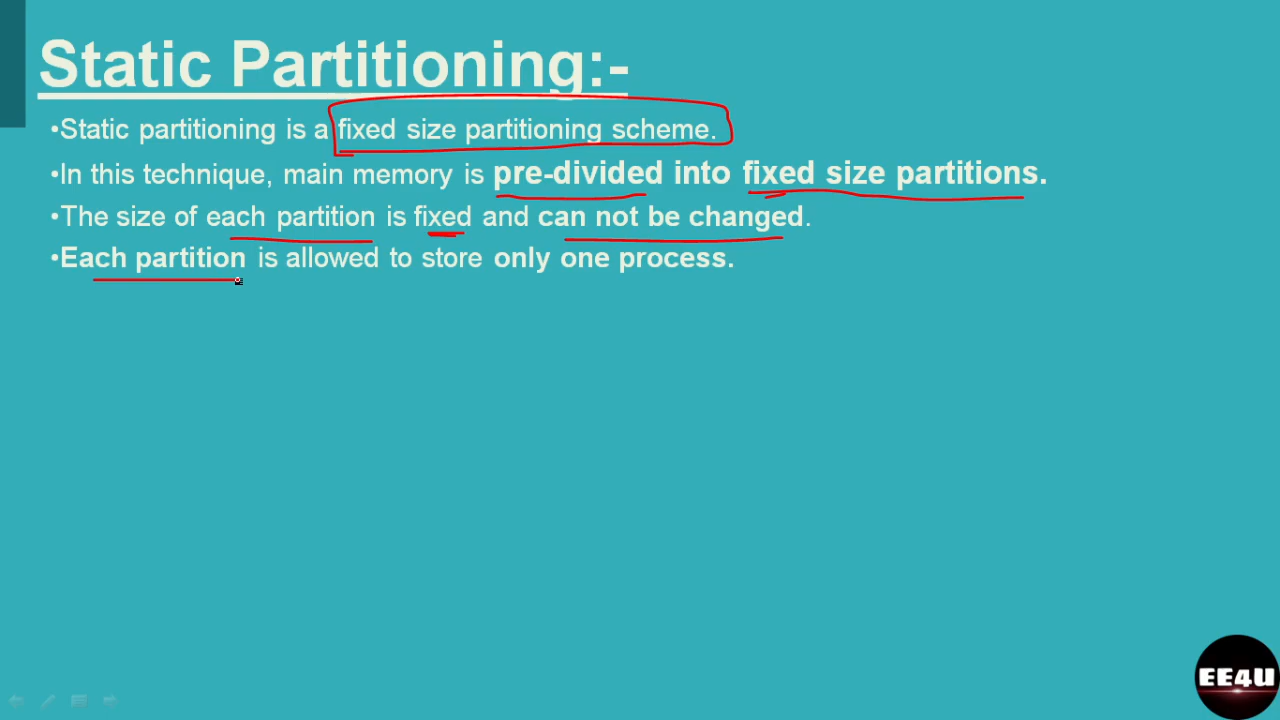 Static Partitioning:-
•Static partitioning is a fixed size partitioning scheme.
•In this technique, main memory is pre-divided into fixed size partitions.
•The size of each partition is fixed and can not be changed.
•Each partition is allowed to store only one process.
EE4U